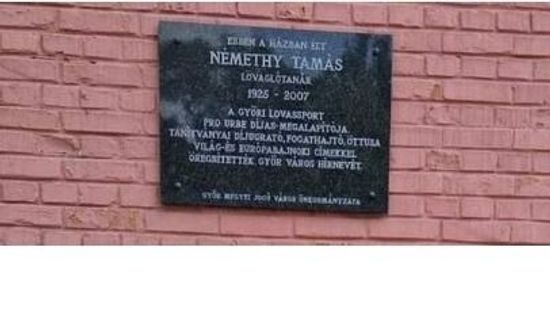 EBBEN A HÁZBAN ÉLT
NÉMETHY TAMÁS
LOVAGLÓTANÁR
1925 - 2007
A GYŐRI LOVASSPORT
PRO URBE DÍJAS MEGALAPÍTÓJA.
TANÍTVÁNYAI DÍJUGRATÓ, FOGATHAJTÓ, ÖTTUSA
VILÁG- ÉS EURÓPABAJNOKI CÍMEKKEL
ÖREGBÍTETTÉK GYŐR VÁROS HÍRNEVÉT.
GYŐR MEGYEI JOGÚ VÁROS ÖNKORMÁNYZATA